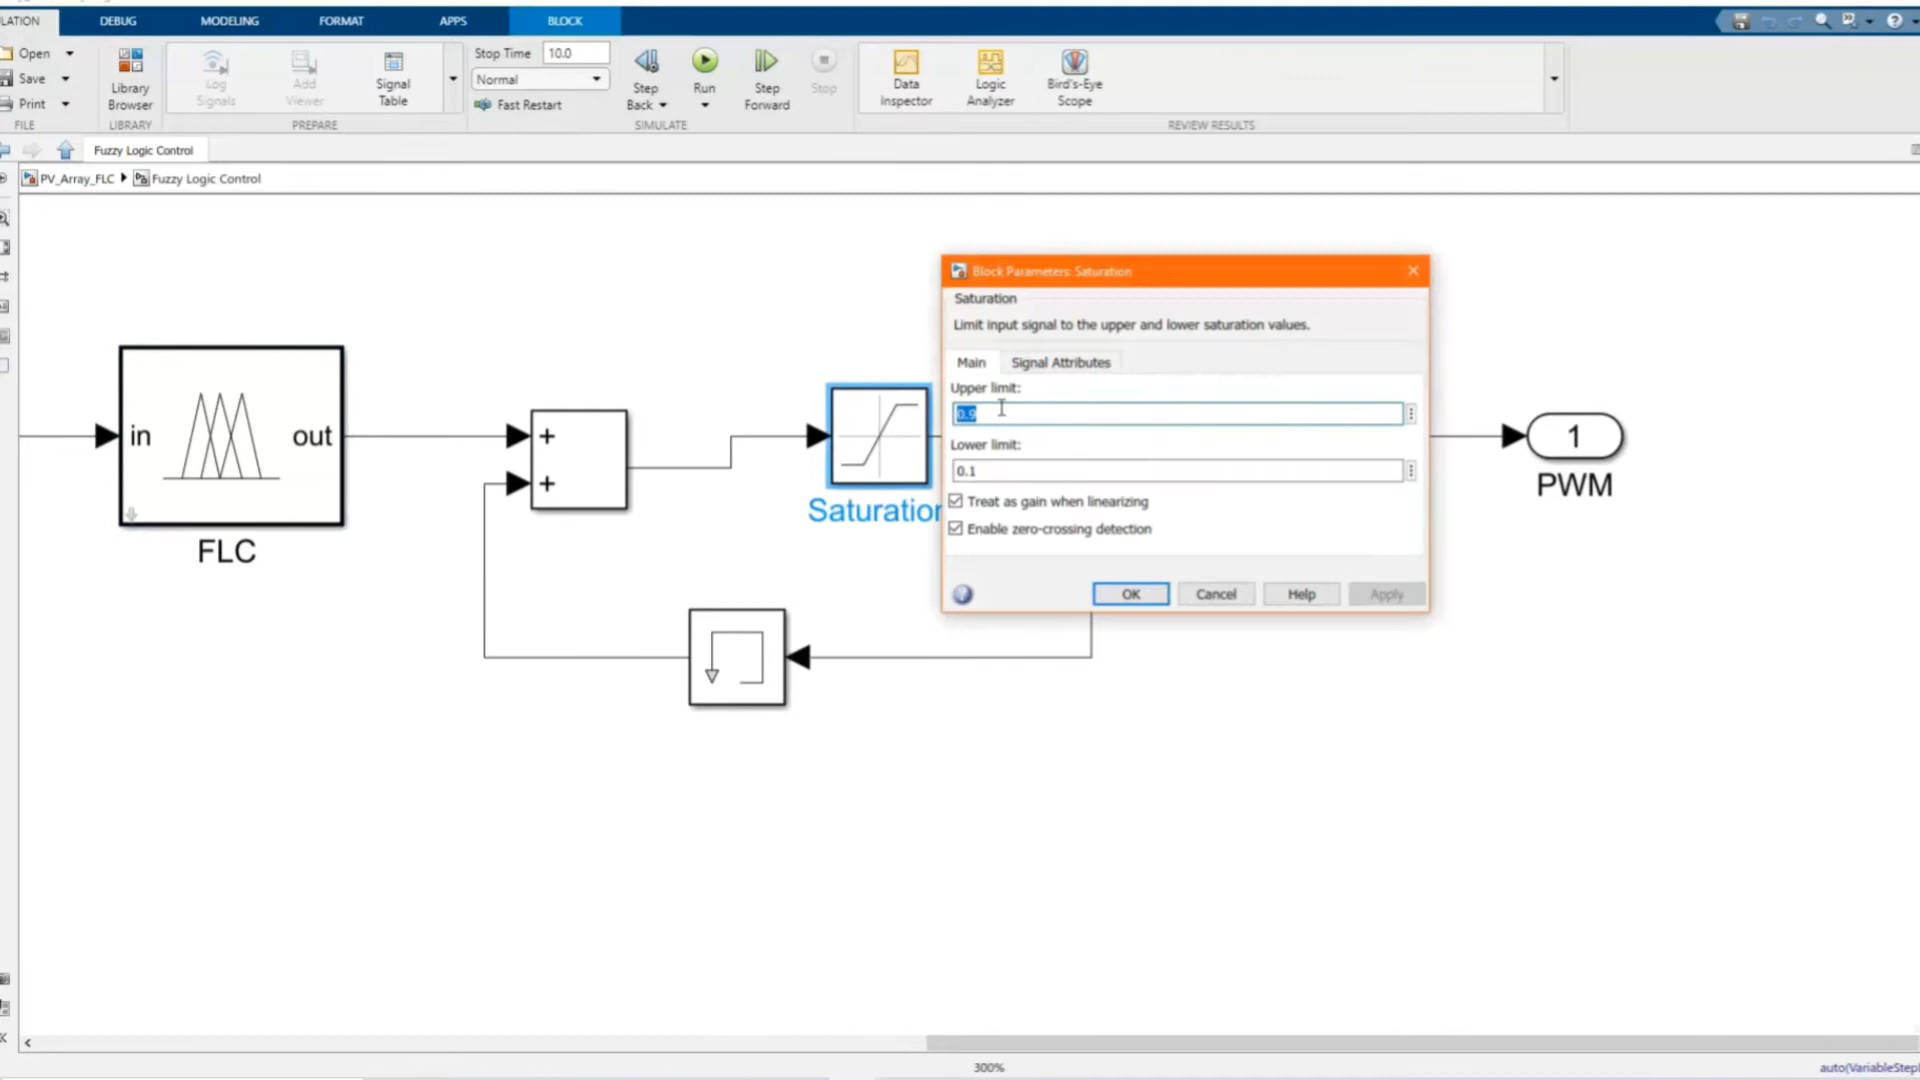 LATION DEBUG MODELING FORMAT APPS BLOCK
Open
Save
Print
FILE
Library
Browser
LIBRARY
Log
Signals
Add
Viewer
Signal
Table
PREPARE
Stop Time 10.0
Normal
Fast Restart
Step
Back
Run
Step
Forward
Stop
SIMULATE
Data
Inspector
Logic
Analyzer
Bird's-Eye
Scope
REVIEW RESULTS
Fuzzy Logic Control
PV_Array_FLC Fuzzy Logic Control
Block Parameters: Saturation
Saturation
Limit input signal to the upper and lower saturation values.
Main Signal Attributes
Upper limit:
0.9
Lower limit:
0.1
Treat as gain when linearizing
Enable zero-crossing detection
OK Cancel Help Apply
in out
FLC
+
+
Saturation
1
PWM
300%
auto(VariableStep